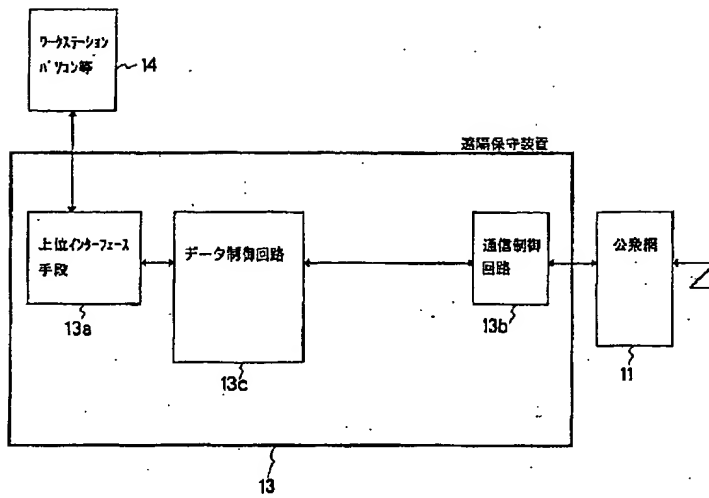 ワークステーション
パソコン等
14
遠隔保守装置
上位インターフェース
手段
13a
データ制御回路
13c
通信制御
回路
13b
公衆網
11
13